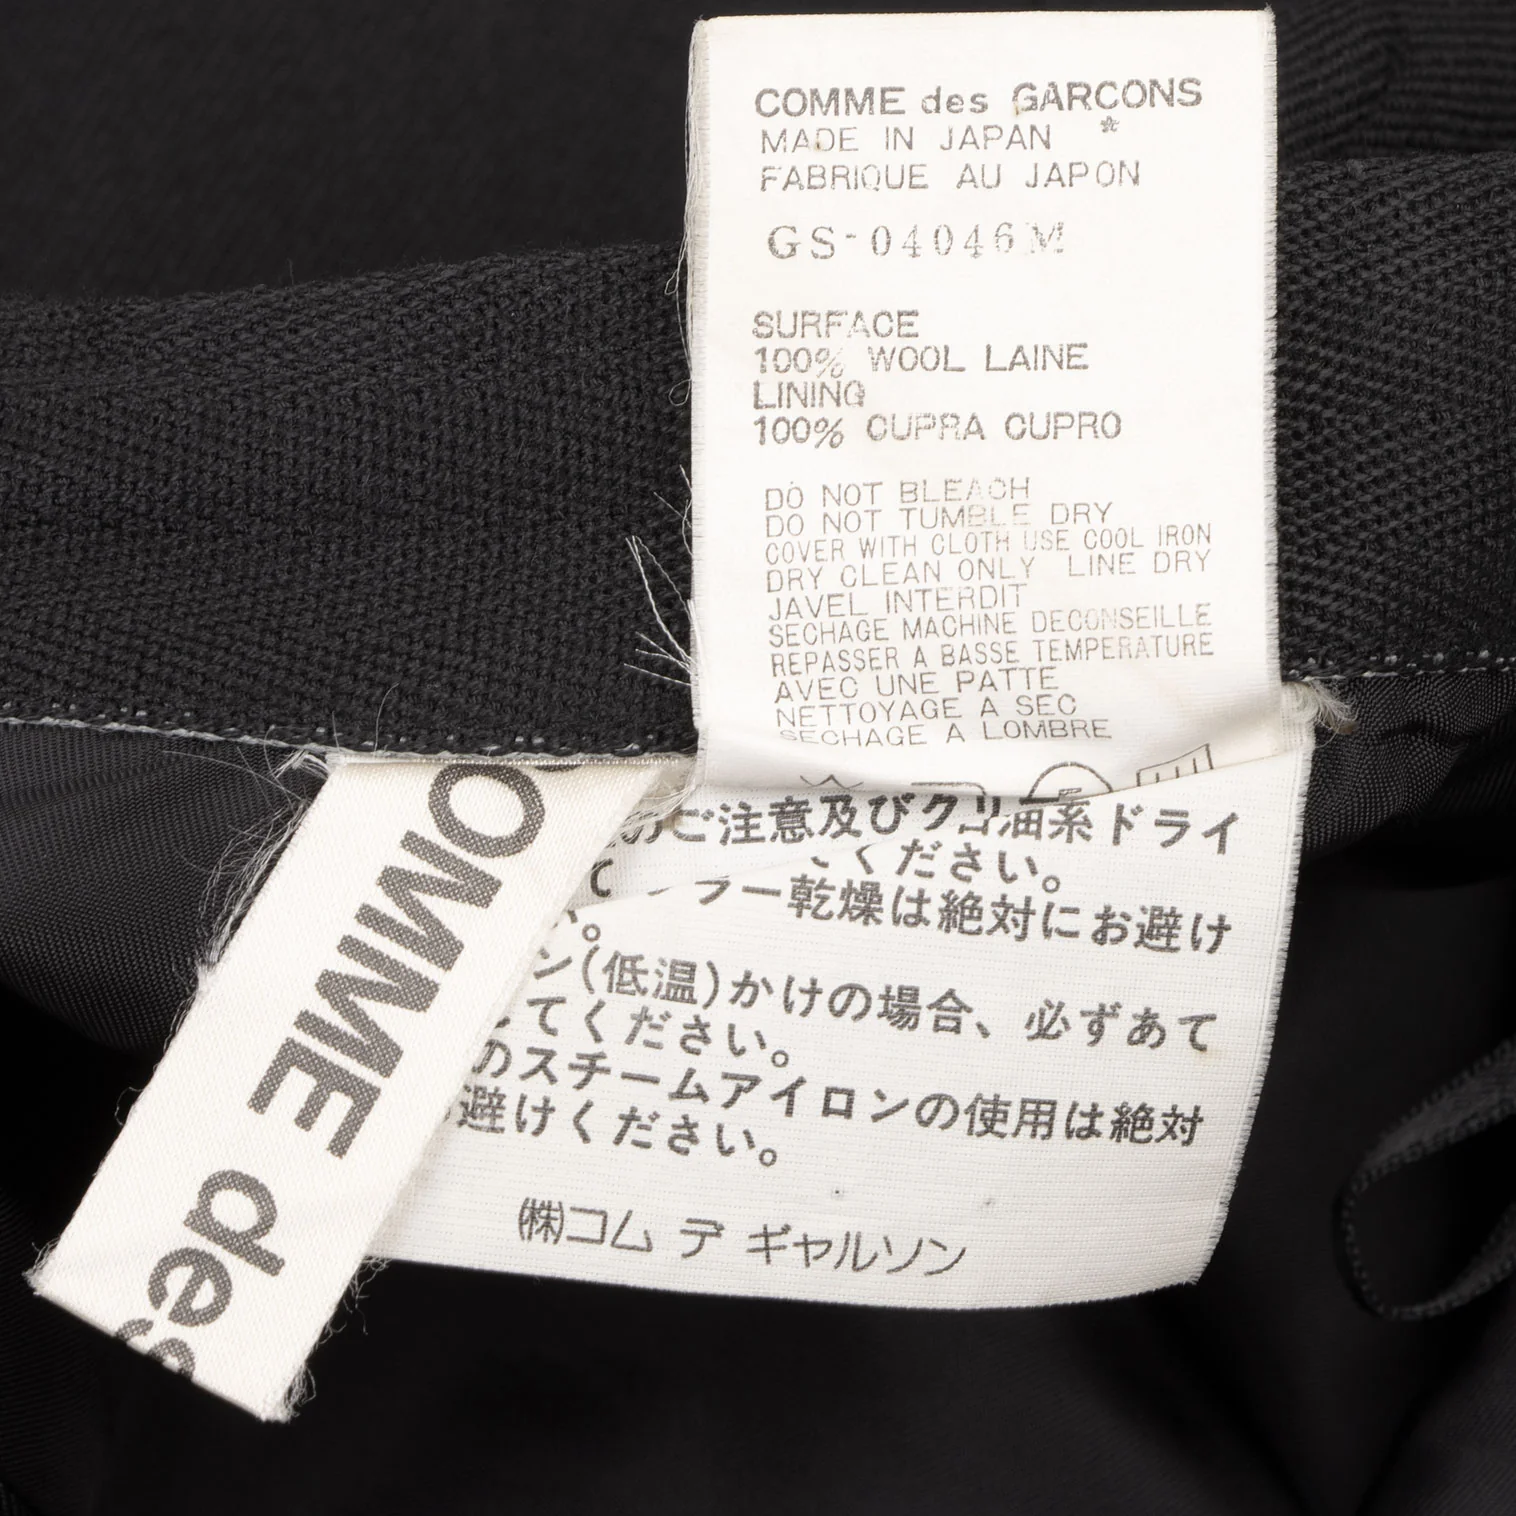 COMME des GARCONS
MADE IN JAPAN *
FABRIQUE AU JAPON
GS-04046M
SURFACE
100% WOOL LAINE
LINING
100% CUPRA CUPRO
DO NOT BLEACH
DO NOT TUMBLE DRY
COVER WITH CLOTH USE COOL IRON
DRY CLEAN ONLY LINE DRY
JAVEL INTERDIT
SECHAGE MACHINE DECONSEILLE
REPASSER A BASSE TEMPERATURE
AVEC UNE PATTE
NETTOYAGE A SEC
SECHAGE A LOMBRE
のご注意及びクリ
油系ドライ
ください。
ラー乾燥は絶対にお避け
。
ン(低温)かけの場合、必ずあて
してください。
のスチームアイロンの使用は絶対
避けください。
㈱コム デ ギャルソン
OMME des